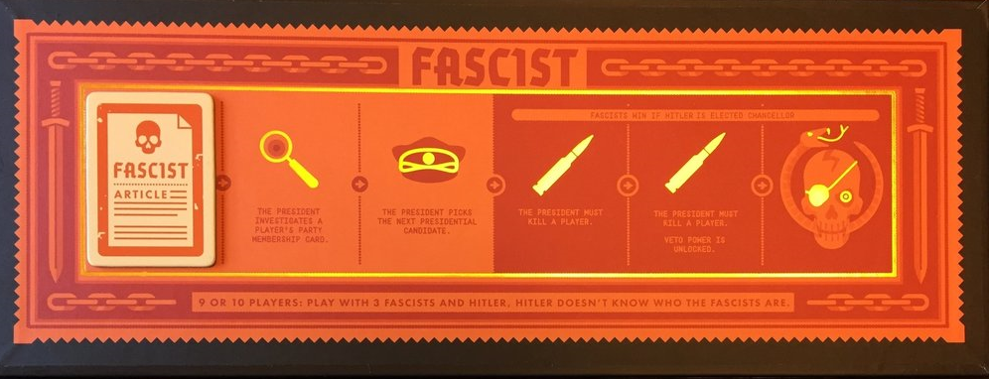 FASCIST
FASCISTS WIN IF HITLER IS ELECTED CHANCELLOR
FASCIST
ARTICLE
THE PRESIDENT
INVESTIGATES A
PLAYER'S PARTY
MEMBERSHIP CARD.
THE PRESIDENT PICKS
THE NEXT PRESIDENTIAL
CANDIDATE.
THE PRESIDENT MUST
KILL A PLAYER.
THE PRESIDENT MUST
KILL A PLAYER.
VETO POWER IS
UNLOCKED.
9 OR 10 PLAYERS: PLAY WITH 3 FASCISTS AND HITLER. HITLER DOESN'T KNOW WHO THE FASCISTS ARE.